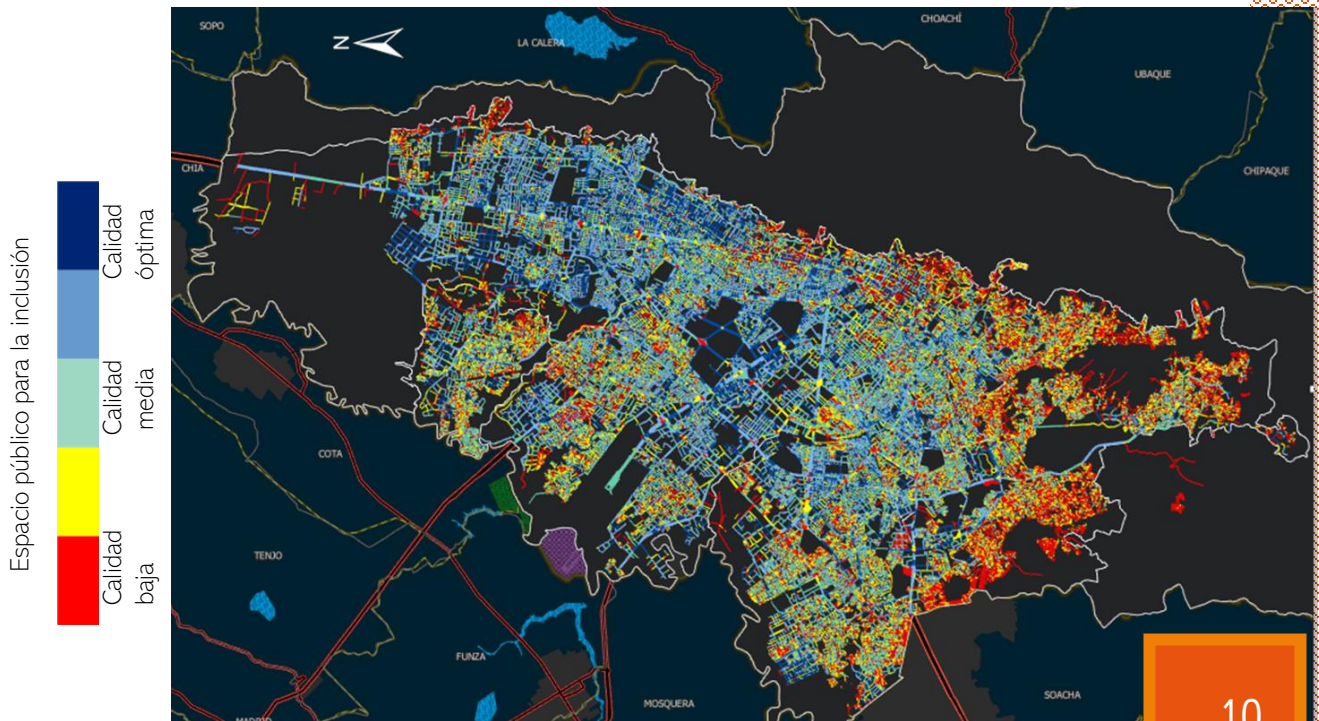 Espacio público para la inclusión
Calidad
óptima
Calidad
media
Calidad
baja
SOPO
N
LA CALERA
CHOACHÍ
UBAQUE
CHIPAQUE
CHIA
COTA
TENJO
FUNZA
MADRID
MOSQUERA
SOACHA
10